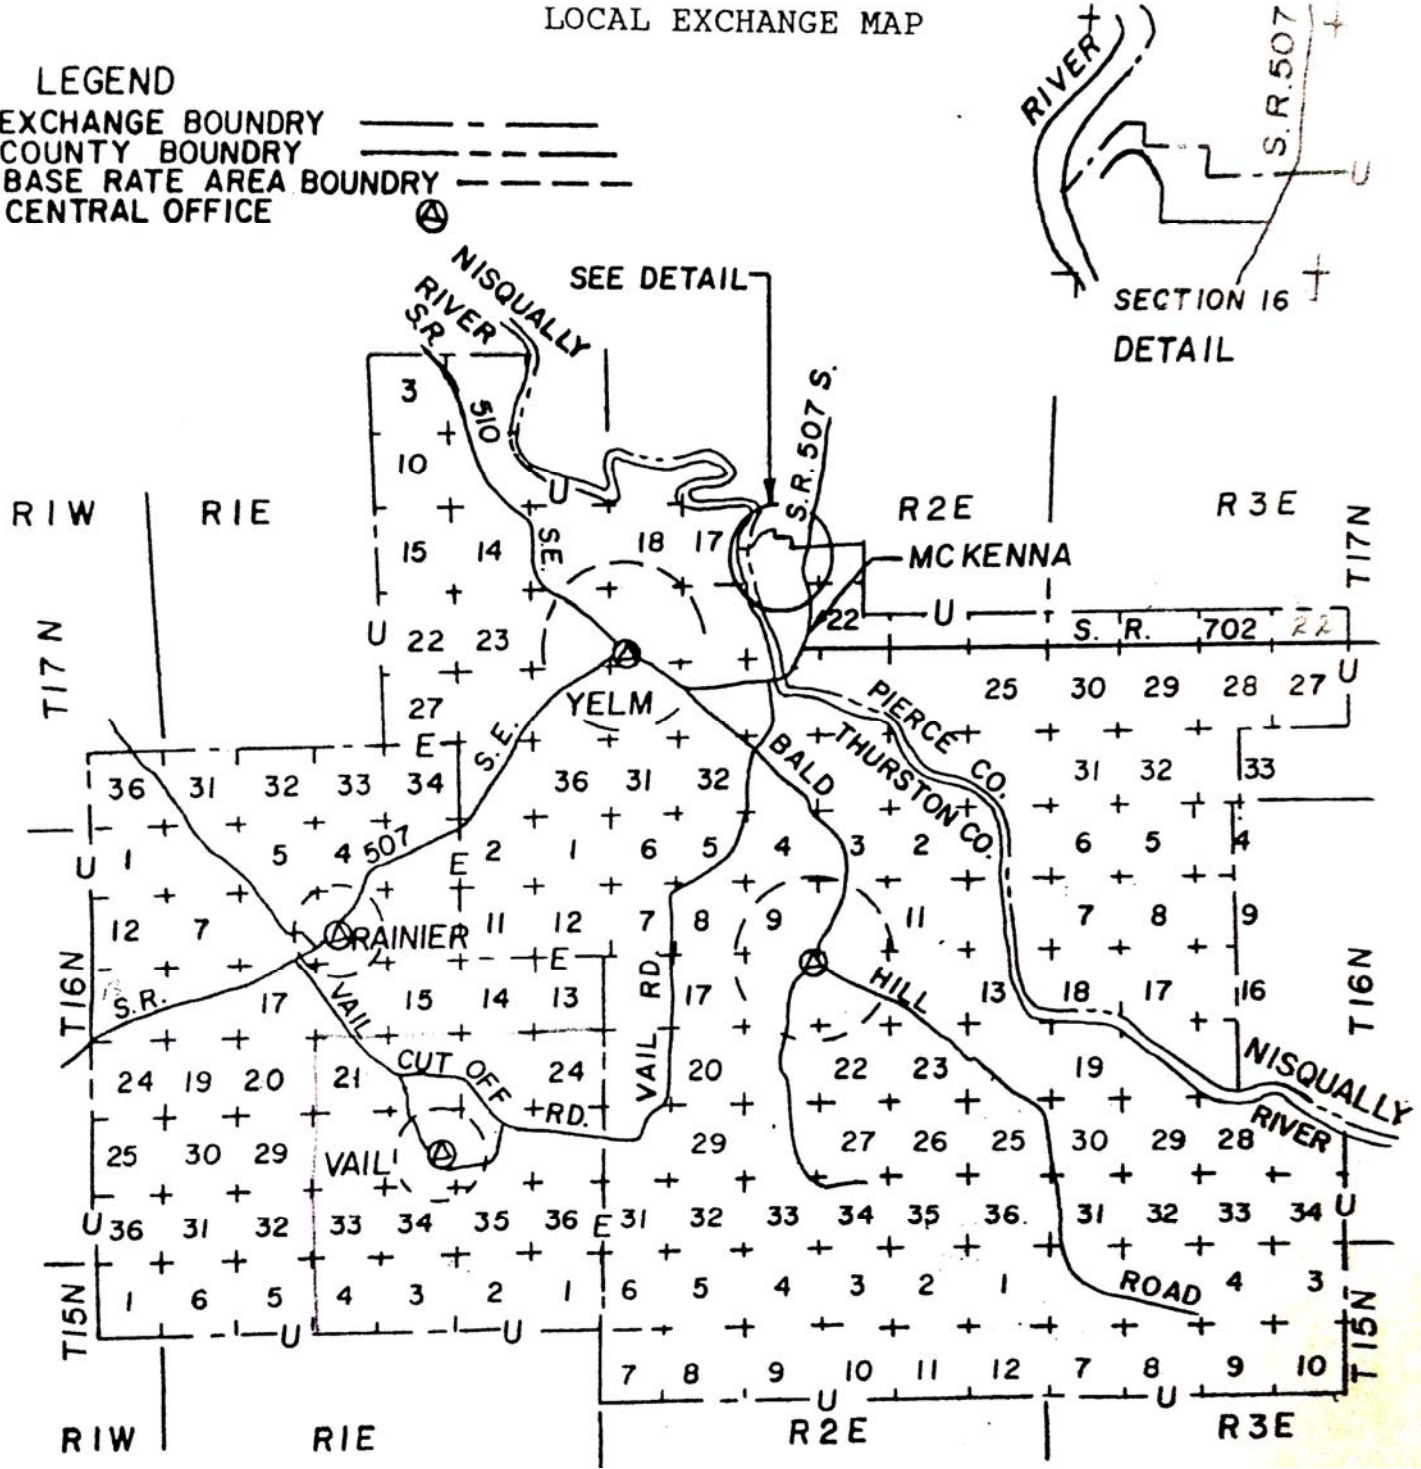 LOCAL EXCHANGE MAP
LEGEND
EXCHANGE BOUNDRY
COUNTY BOUNDRY
BASE RATE AREA BOUNDRY
CENTRAL OFFICE
RIVER
S.R. 507
U
SECTION 16
DETAIL
NISQUALLY
RIVER
SEE DETAIL
S.R.
510
S.E.
S.R. 507 S.
3
10
U
R1W R1E R2E R3E
T17N
T17N
15 14 18 17
MCKENNA
U
22
S. R. 702 22
U 22 23
U
YELM
27
25 30 29 28 27
PIERCE CO.
THURSTON CO.
E
S.E.
BALD
36 31 32 33 34 36 31 32 31 32 33
U
1 5 4 507 E 2 1 6 5 4 3 2 6 5 4
12 7 RAINIER 11 12 7 8 9 11 7 8 9
E
T16N
T16N
S.R. 17 VAIL 15 14 13 VAIL RD. 17 HILL 13 18 17 16
NISQUALLY
RIVER
24 19 20 21 CUT OFF RD. 24 20 22 23 19
25 30 29 VAIL 29 27 26 25 30 29 28
U 36 31 32 33 34 35 36 E 31 32 33 34 35 36. 31 32 33 34 U
T15N
T15N
1 6 5 4 3 2 1 6 5 4 3 2 1 ROAD 4 3
U U
7 8 9 10 11 12 7 8 9 10
U U
R1W R1E R2E R3E